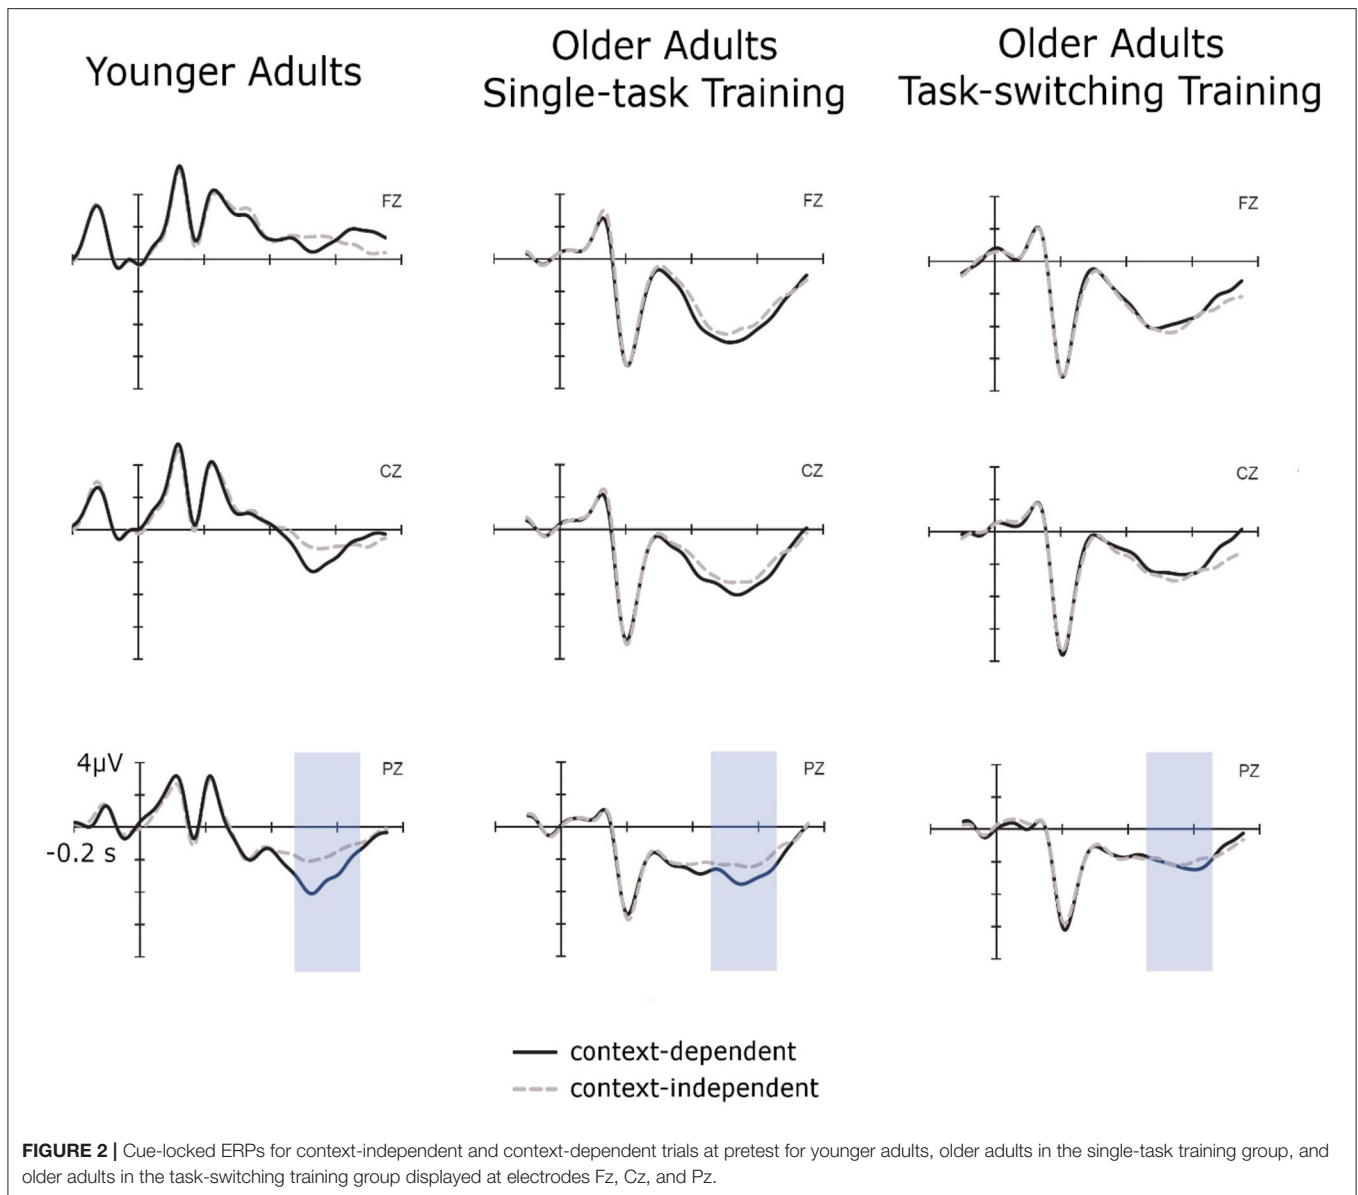 Younger Adults
Older Adults
Single-task Training
Older Adults
Task-switching Training
FZ
FZ
FZ
CZ
CZ
CZ
4µV
-0.2 s
PZ
PZ
PZ
context-dependent
context-independent
FIGURE 2 | Cue-locked ERPs for context-independent and context-dependent trials at pretest for younger adults, older adults in the single-task training group, and
older adults in the task-switching training group displayed at electrodes Fz, Cz, and Pz.